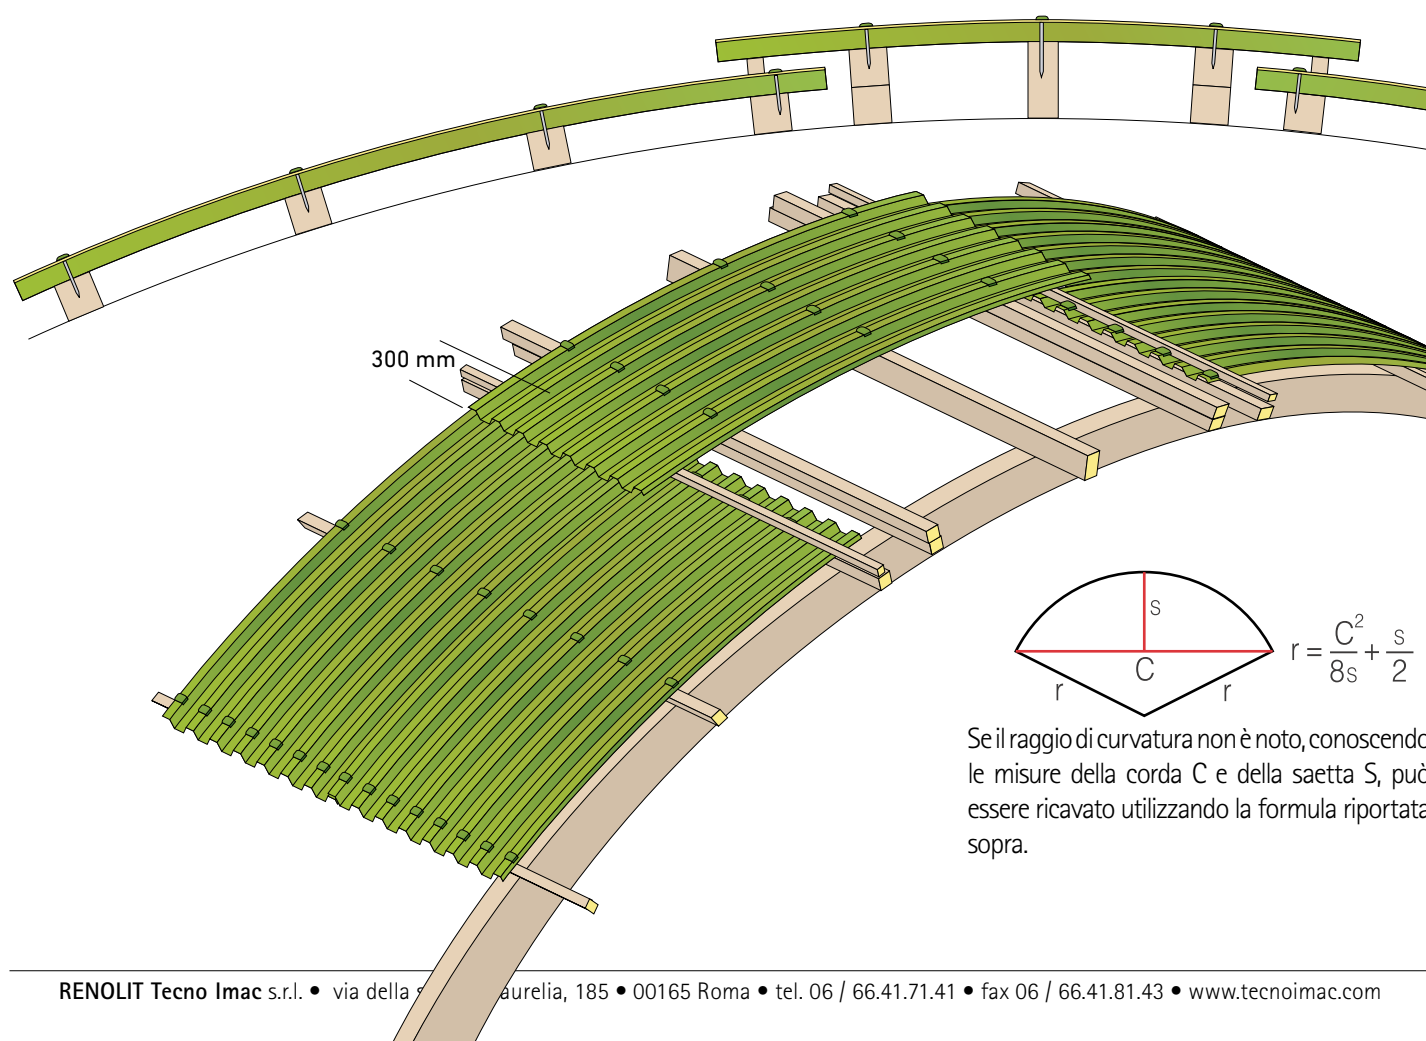 300 mm
s
C
r
r
r = C²/8s + s/2
Se il raggio di curvatura non è noto, conoscendo
le misure della corda C e della saetta S, può
essere ricavato utilizzando la formula riportata
sopra.
RENOLIT Tecno Imac s.r.l. • via della aurelia, 185 • 00165 Roma • tel. 06 / 66.41.71.41 • fax 06 / 66.41.81.43 • www.tecnoimac.com